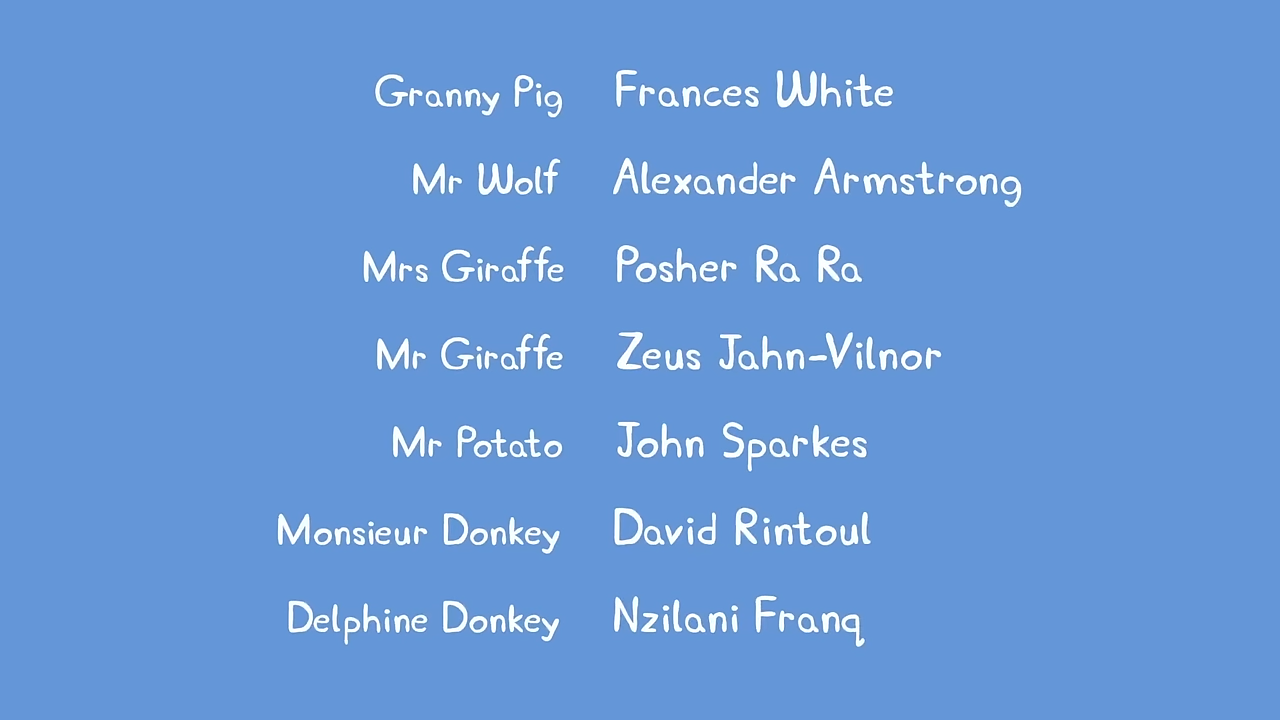 Granny Pig Frances White
Mr Wolf Alexander Armstrong
Mrs Giraffe Posher Ra Ra
Mr Giraffe Zeus Jahn-Vilnor
Mr Potato John Sparkes
Monsieur Donkey David Rintoul
Delphine Donkey Nzilani Franq